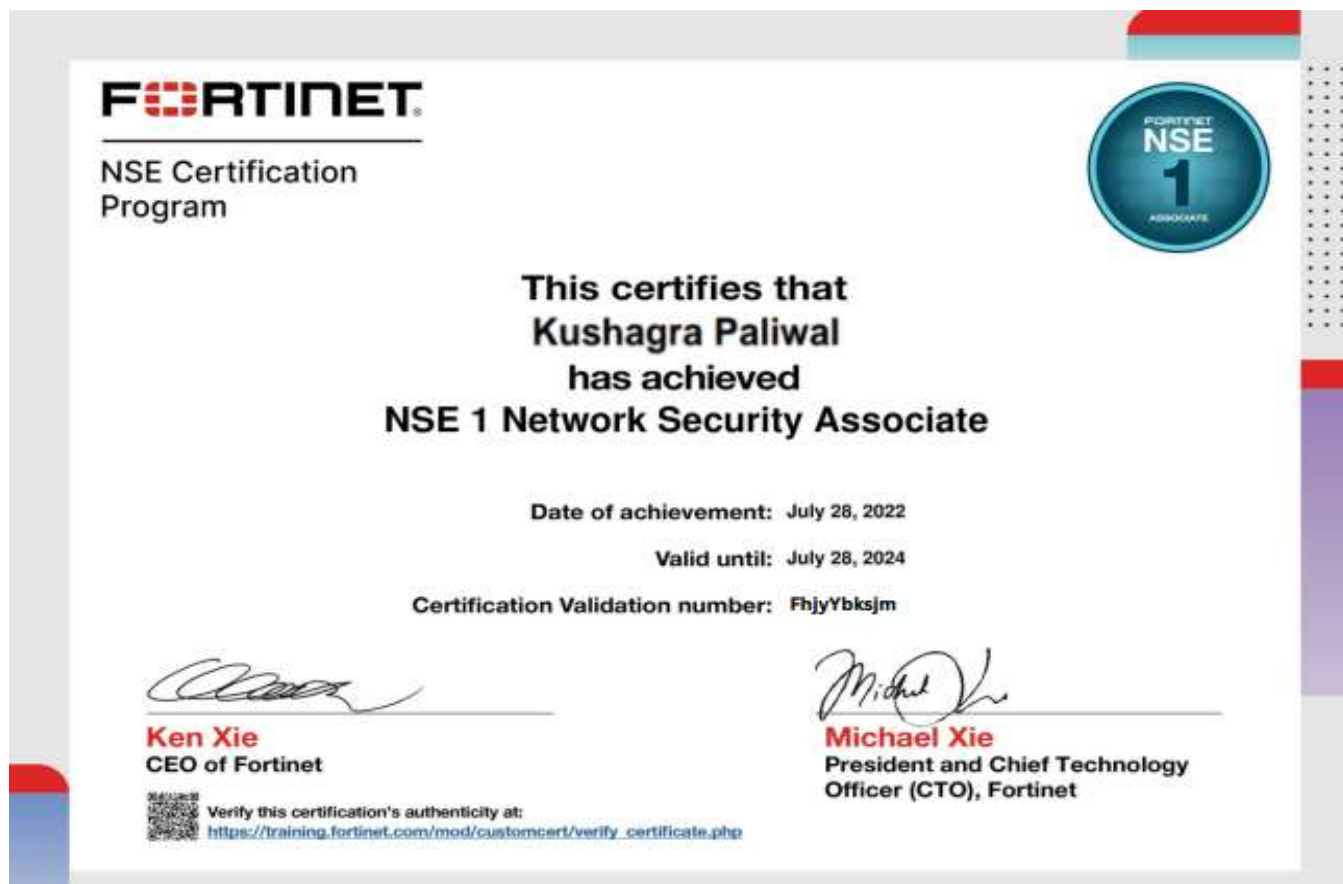 FORTINET
NSE Certification
Program
FORTINET
NSE
1
ASSOCIATE
This certifies that
Kushagra Paliwal
has achieved
NSE 1 Network Security Associate
Date of achievement: July 28, 2022
Valid until: July 28, 2024
Certification Validation number: FhjyYbksjm
Ken Xie
CEO of Fortinet
Michael Xie
President and Chief Technology
Officer (CTO), Fortinet
Verify this certification's authenticity at:
https://training.fortinet.com/mod/customcert/verify_certificate.php